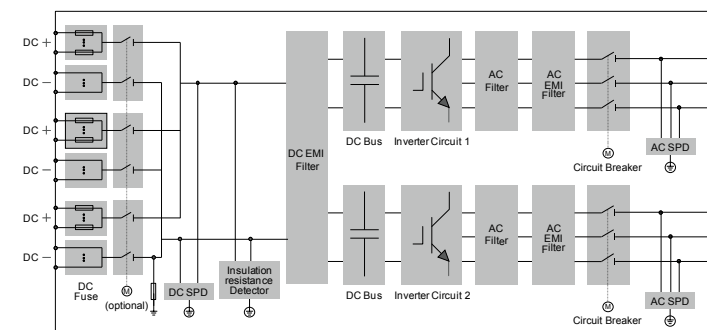 DC +
DC −
DC +
DC −
DC +
DC −
DC
Fuse
M
(optional)
DC SPD
Insulation
resistance
Detector
DC EMI
Filter
DC Bus
Inverter Circuit 1
AC
Filter
AC
EMI
Filter
M
Circuit Breaker
AC SPD
DC Bus
Inverter Circuit 2
AC
Filter
AC
EMI
Filter
M
Circuit Breaker
AC SPD